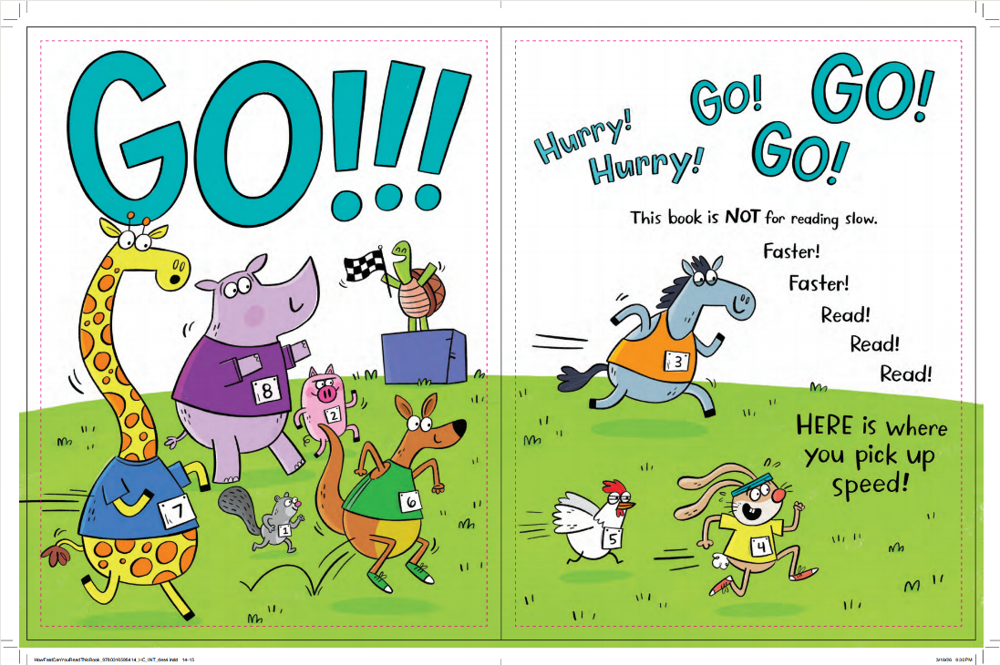 GO!!!
8
2
7
1
6
Hurry!
Hurry!
GO!
GO!
GO!
This book is NOT for reading slow.
Faster!
Faster!
Read!
Read!
Read!
3
HERE is where
you pick up
speed!
5
4
HowFastCanYouReadThisBook_9780316595414_HC_INT_des4.indd 14-15
3/18/26 9:30 PM